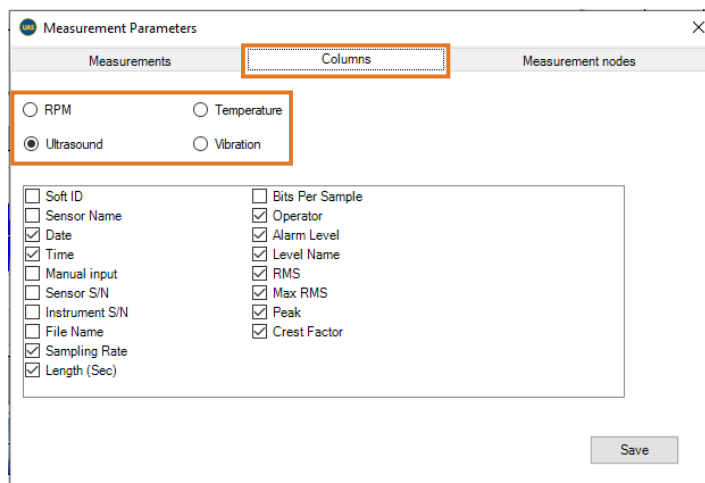 UAS Measurement Parameters
Measurements Columns Measurement nodes
RPM Temperature
Ultrasound Vibration
Soft ID Bits Per Sample
Sensor Name Operator
Date Alarm Level
Time Level Name
Manual input RMS
Sensor S/N Max RMS
Instrument S/N Peak
File Name Crest Factor
Sampling Rate
Length (Sec)
Save